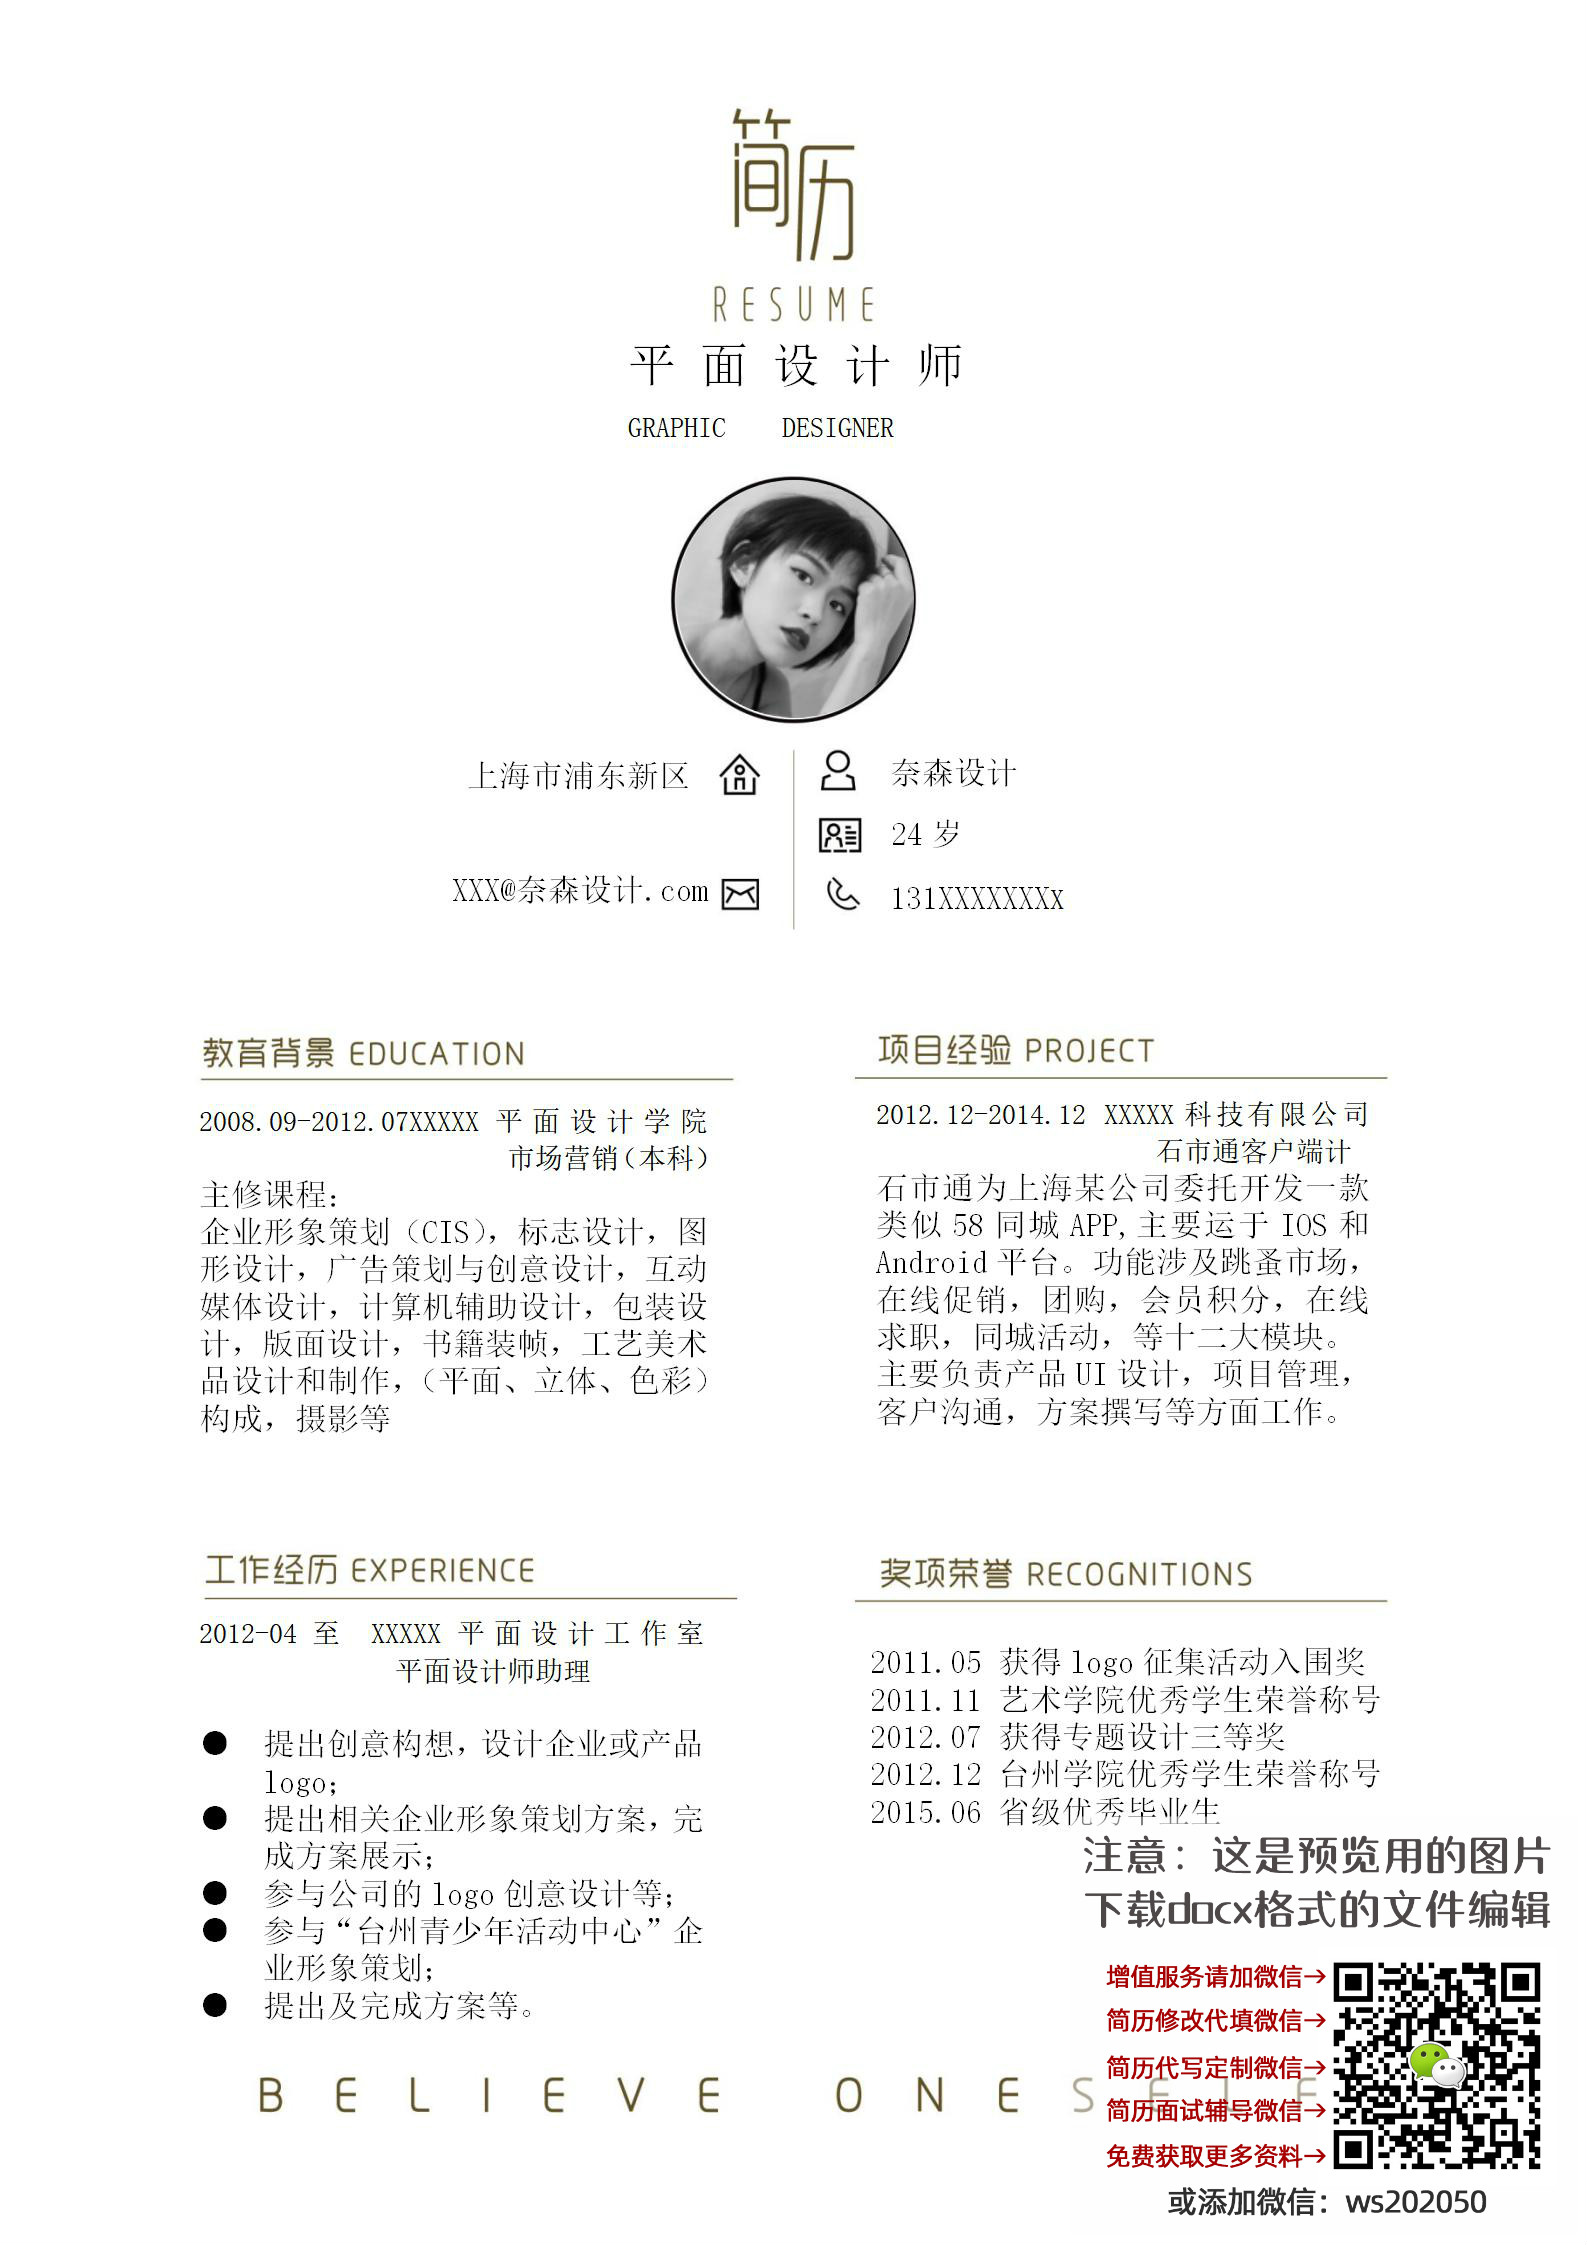 简历
RESUME
平面设计师
GRAPHIC DESIGNER
上海市浦东新区
XXX@奈森设计.com
奈森设计
24 岁
131XXXXXXXx
教育背景 EDUCATION
2008.09-2012.07XXXXX 平面设计学院
市场营销(本科)
主修课程:
企业形象策划（CIS），标志设计，图
形设计，广告策划与创意设计，互动
媒体设计，计算机辅助设计，包装设
计，版面设计，书籍装帧，工艺美术
品设计和制作，（平面、立体、色彩）
构成，摄影等
项目经验 PROJECT
2012.12-2014.12 XXXXX 科技有限公司
石市通客户端计
石市通为上海某公司委托开发一款
类似 58 同城 APP,主要运于 IOS 和
Android 平台。功能涉及跳蚤市场，
在线促销，团购，会员积分，在线
求职，同城活动，等十二大模块。
主要负责产品 UI 设计，项目管理，
客户沟通，方案撰写等方面工作。
工作经历 EXPERIENCE
2012-04 至 XXXXX 平面设计工作室
平面设计师助理
● 提出创意构想，设计企业或产品
logo；
● 提出相关企业形象策划方案，完
成方案展示；
● 参与公司的 logo 创意设计等；
● 参与“台州青少年活动中心”企
业形象策划；
● 提出及完成方案等。
奖项荣誉 RECOGNITIONS
2011.05 获得 logo 征集活动入围奖
2011.11 艺术学院优秀学生荣誉称号
2012.07 获得专题设计三等奖
2012.12 台州学院优秀学生荣誉称号
2015.06 省级优秀毕业生
注意：这是预览用的图片
下载docx格式的文件编辑
增值服务请加微信→
简历修改代填微信→
简历代写定制微信→
简历面试辅导微信→
免费获取更多资料→
或添加微信：ws202050
BELIEVE ONESELF